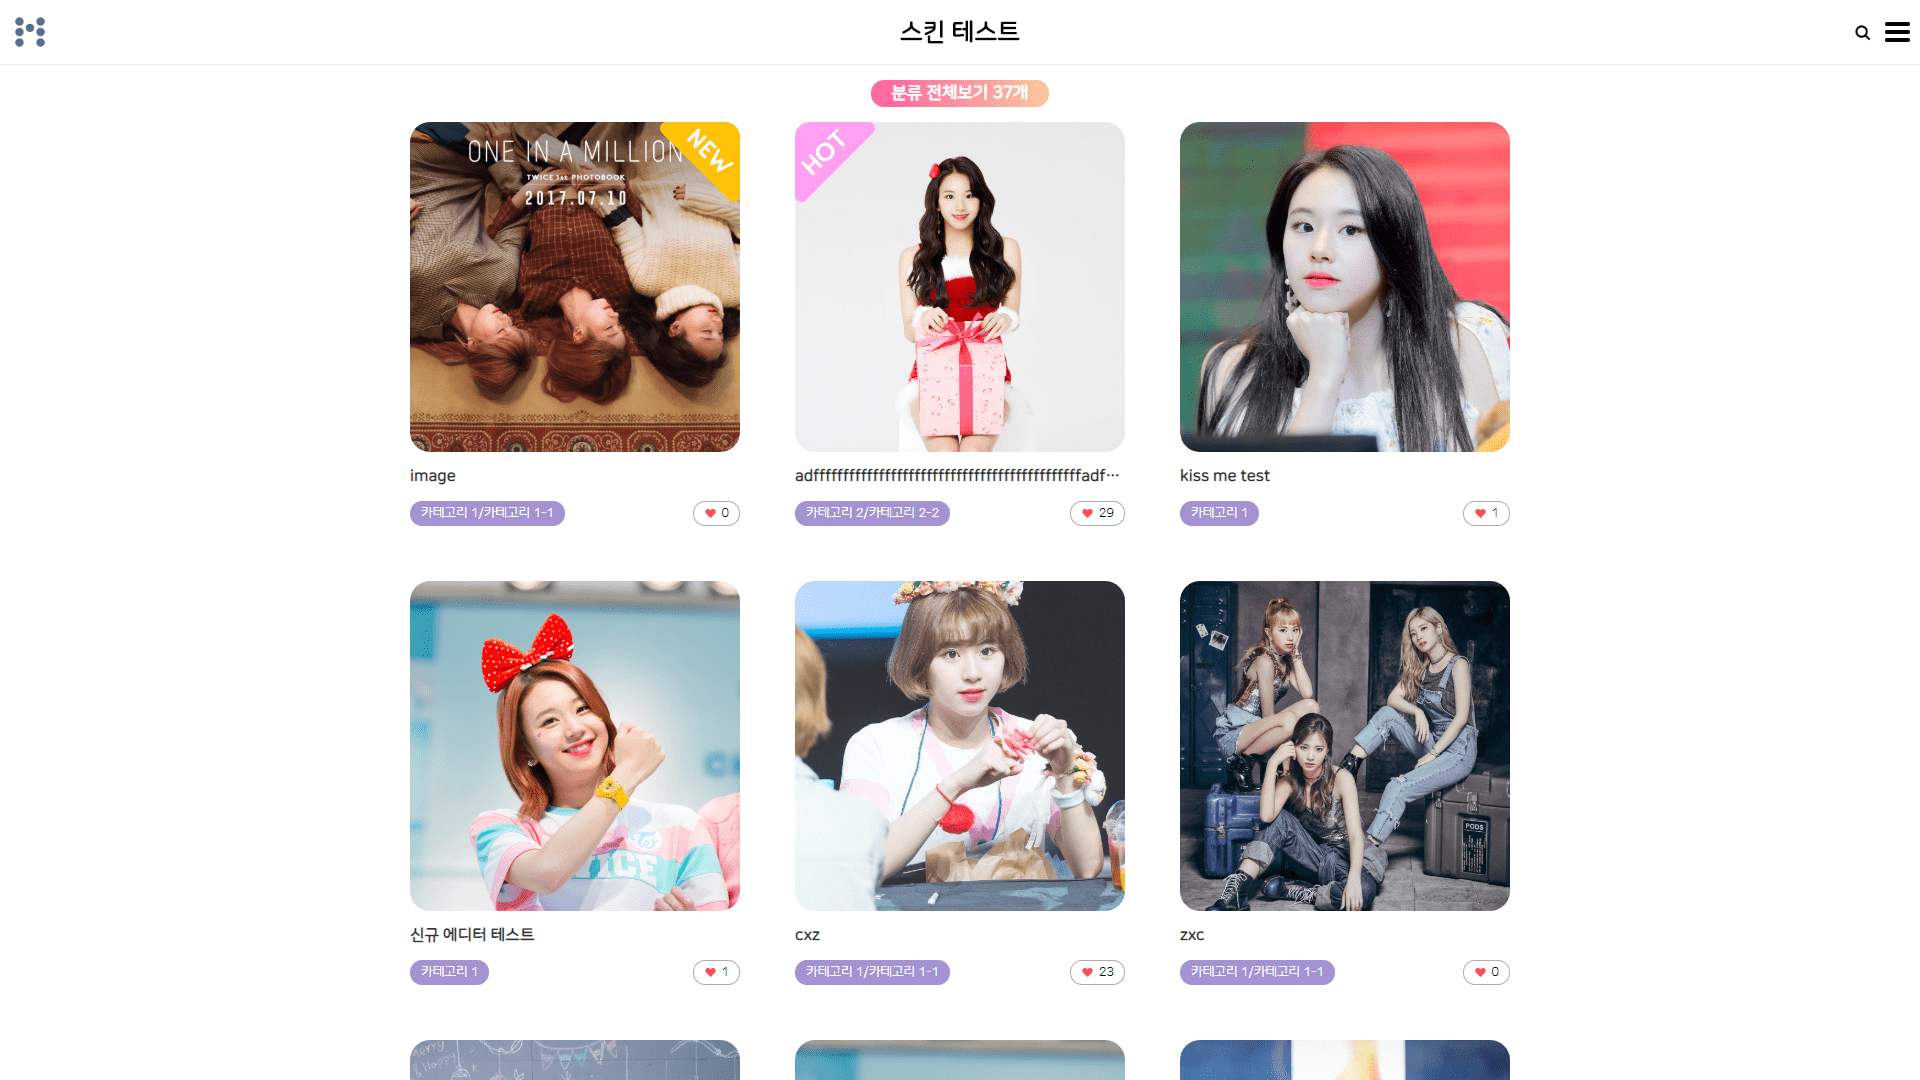 스킨 테스트
분류 전체보기 37개
ONE IN A MILLION
TWICE 1st PHOTOBOOK
2017.07.10
NEW
HOT
image
kiss me test
카테고리 1/카테고리 1-1
0
카테고리 2/카테고리 2-2
29
카테고리 1
1
PODS
신규 에디터 테스트
cxz
zxc
카테고리 1
1
카테고리 1/카테고리 1-1
23
카테고리 1/카테고리 1-1
0